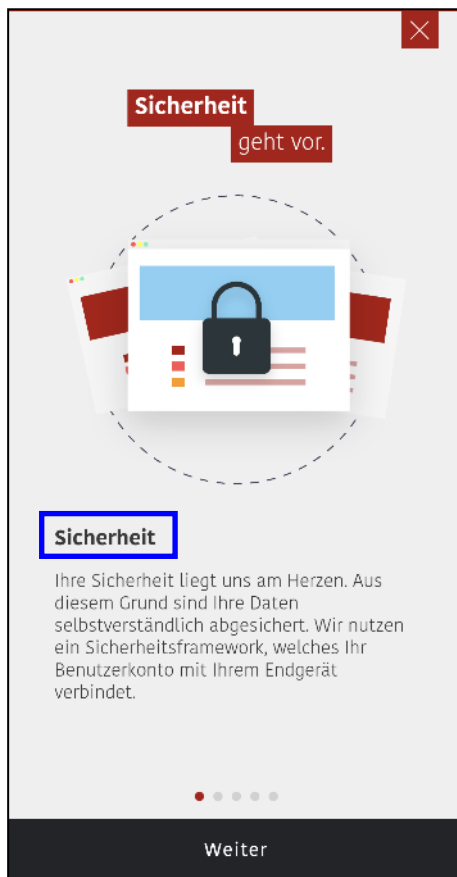 Sicherheit
geht vor.
Sicherheit
Ihre Sicherheit liegt uns am Herzen. Aus
diesem Grund sind Ihre Daten
selbstverständlich abgesichert. Wir nutzen
ein Sicherheitsframework, welches Ihr
Benutzerkonto mit Ihrem Endgerät
verbindet.
Weiter